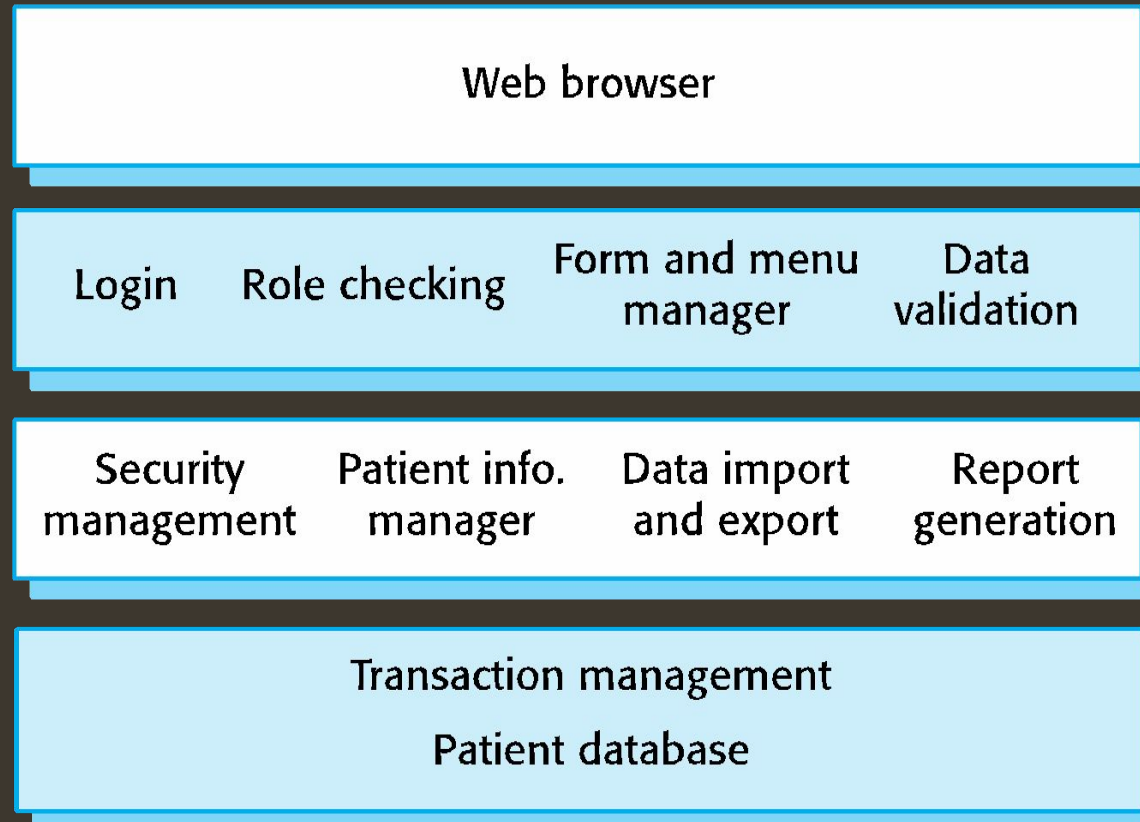 Web browser
Login
Role checking
Form and menu
manager
Data
validation
Security
management
Patient info.
manager
Data import
and export
Report
generation
Transaction management
Patient database